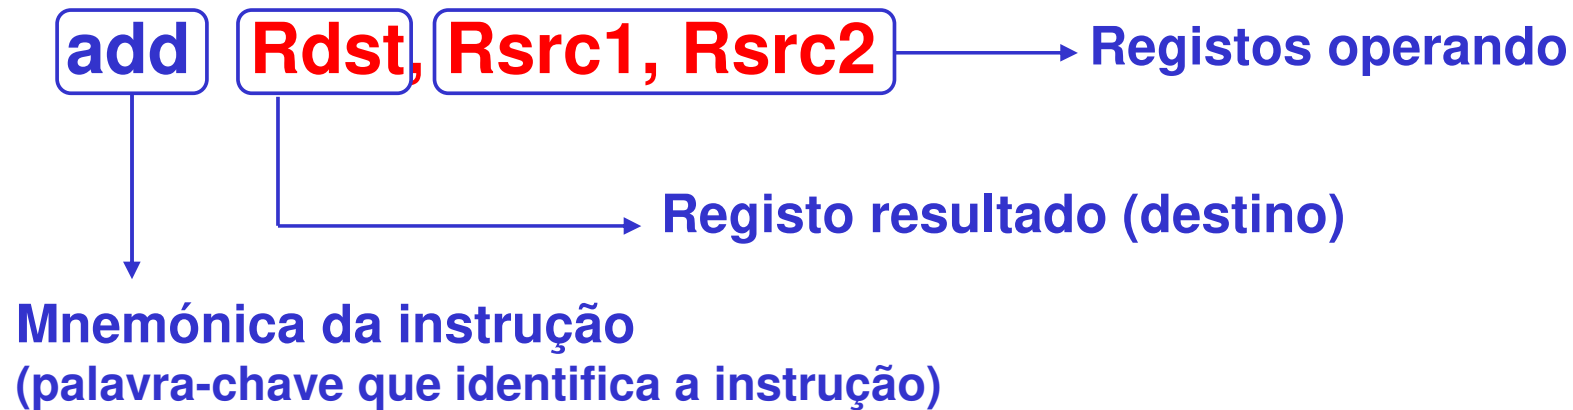 add Rdst, Rsrc1, Rsrc2 Registos operando
Registo resultado (destino)
Mnemónica da instrução
(palavra-chave que identifica a instrução)